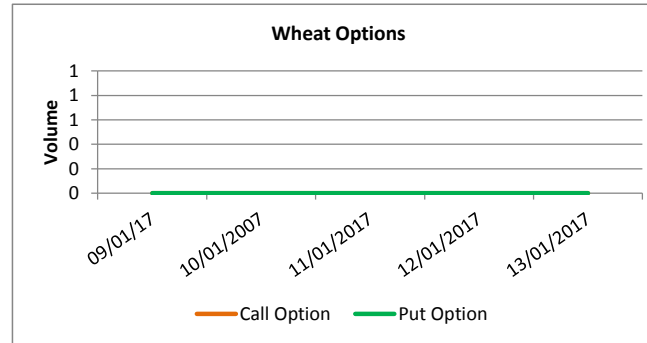 Wheat Options
Volume
1
1
1
0
0
0
09/01/17
10/01/2007
11/01/2017
12/01/2017
13/01/2017
Call Option
Put Option